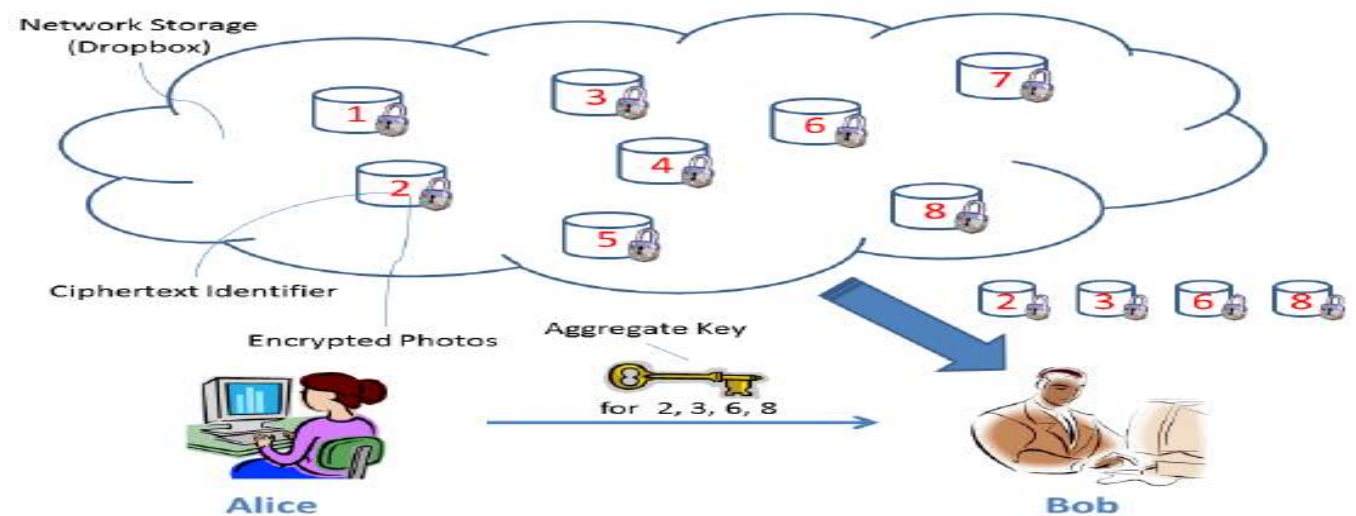 Network Storage
(Dropbox)
1
3
6
7
2
4
5
8
Ciphertext Identifier
Encrypted Photos
2 3 6 8
Aggregate Key
for 2, 3, 6, 8
Alice
Bob